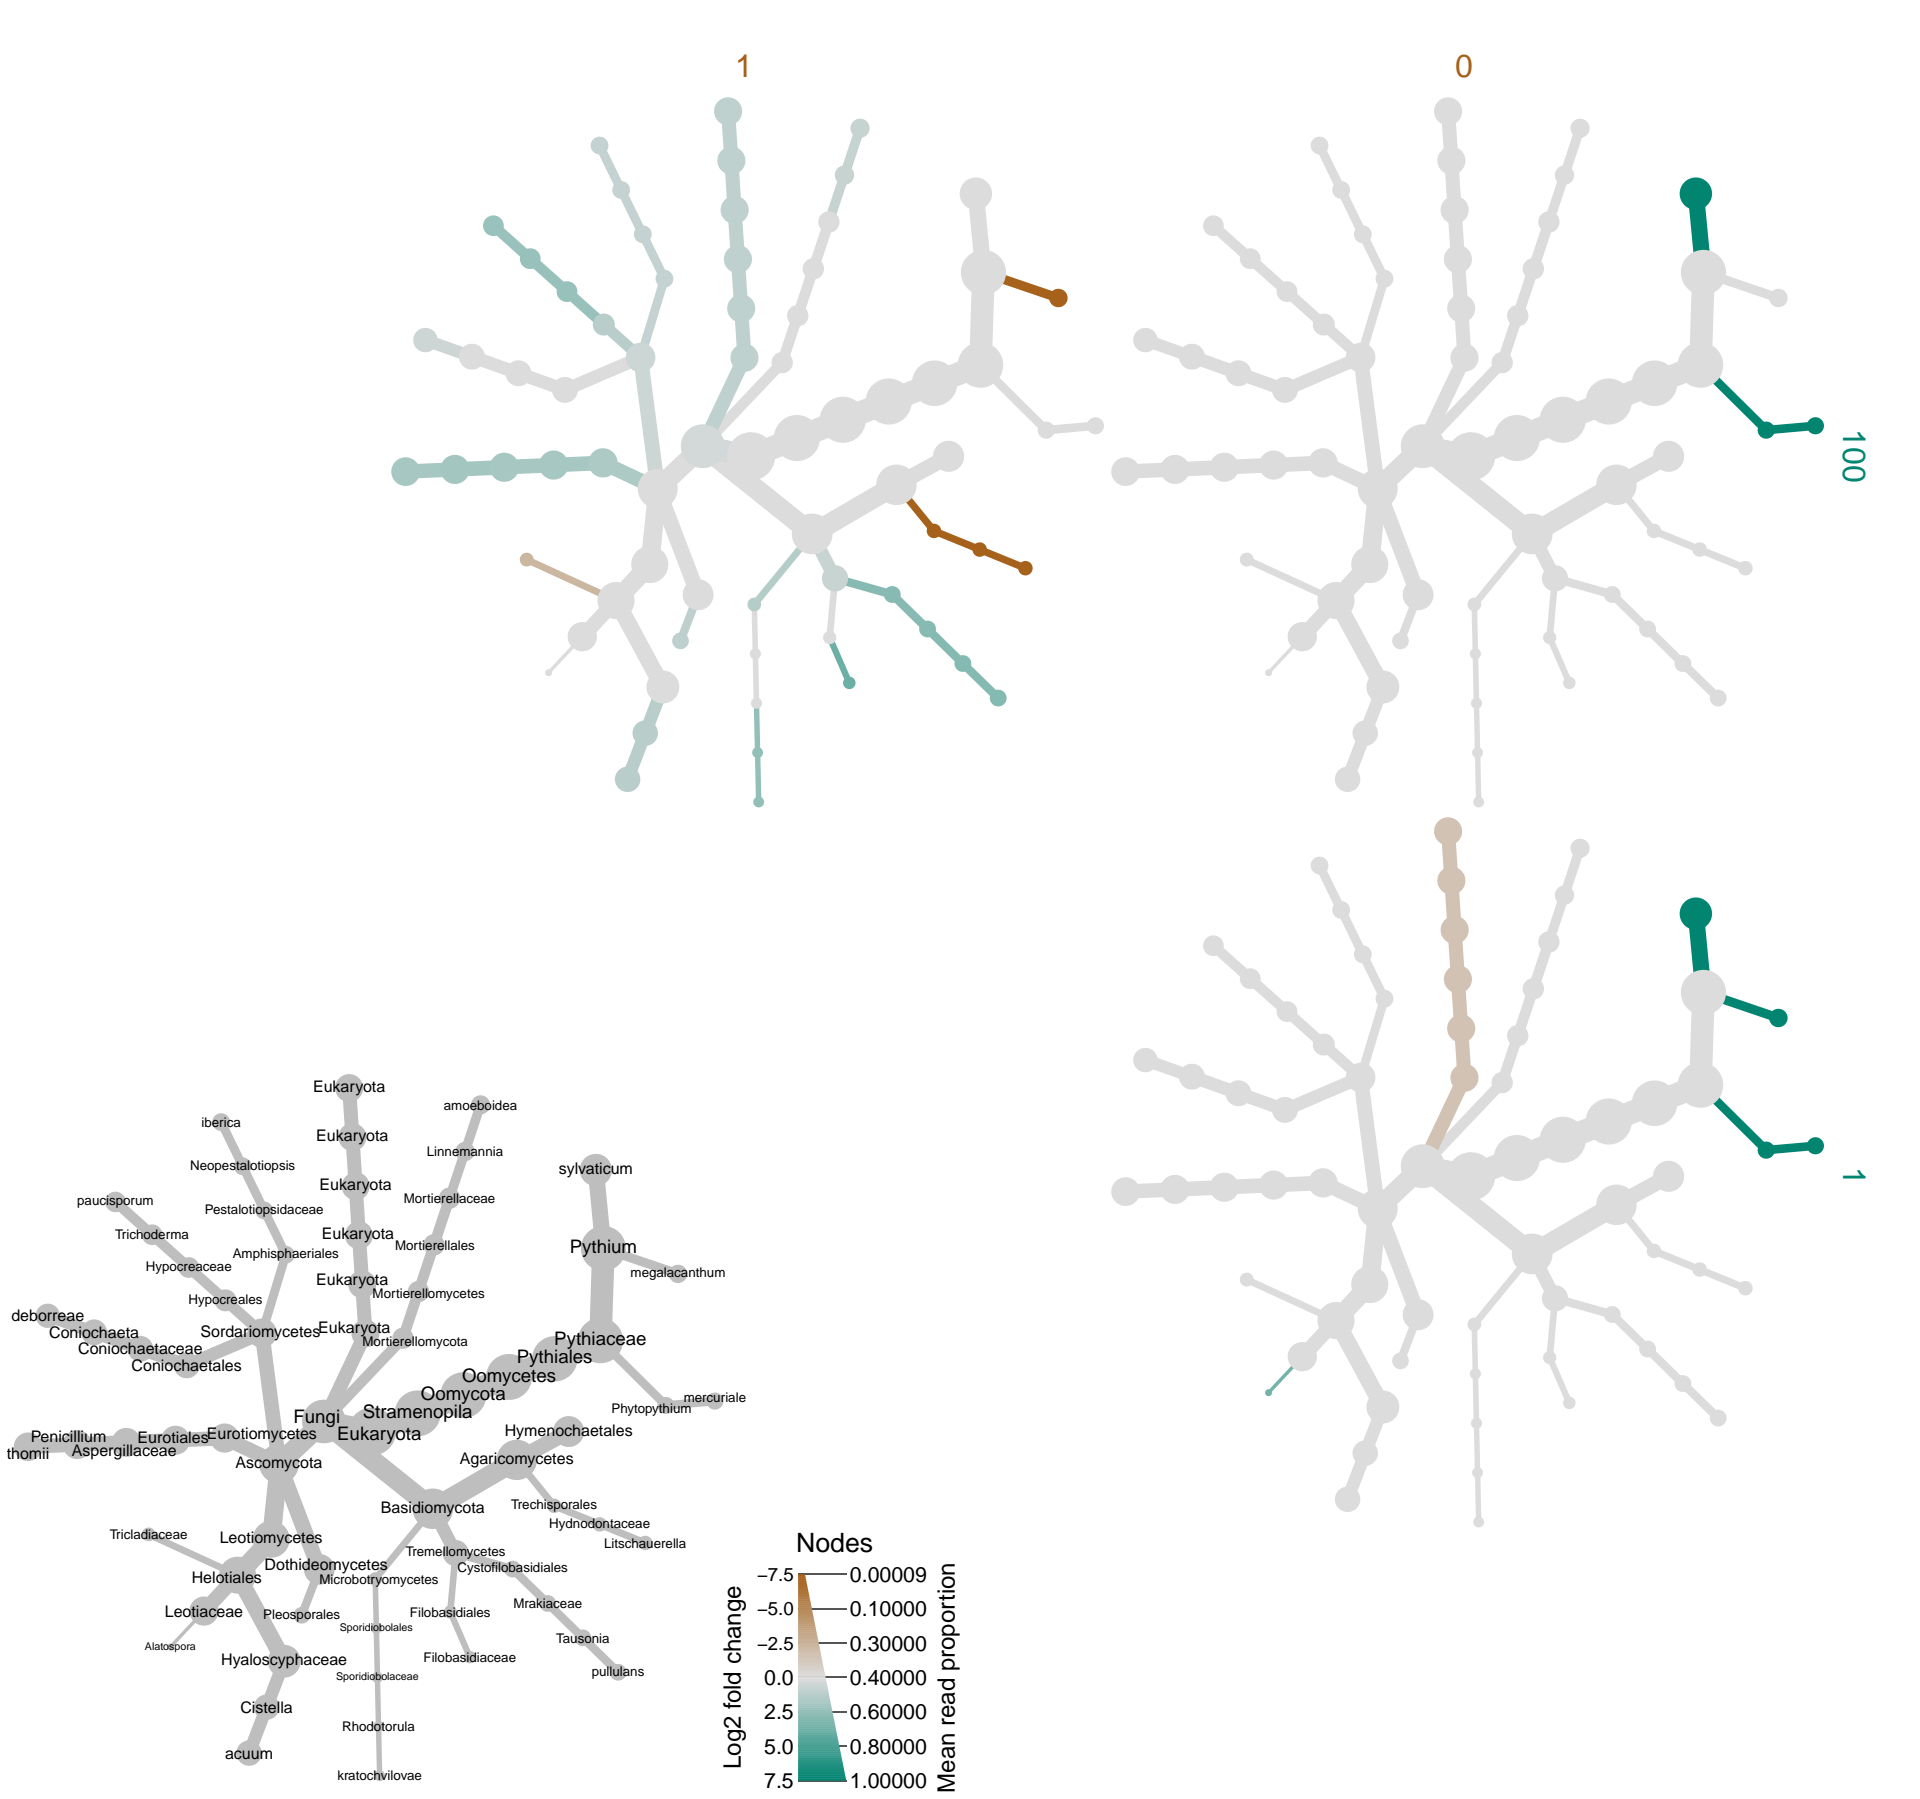 1
0
100
1
Eukaryota
amoeboidea
iberica
Eukaryota
Linnemannia
Neopestalotiopsis
sylvaticum
Eukaryota
paucisporum
Mortierellaceae
Pestalotiopsidaceae
Trichoderma
Eukaryota
Mortierellales
Pythium
Amphisphaeriales
Hypocreaceae
megalacanthum
Eukaryota
Mortierellomycetes
Hypocreales
deborreae
Coniochaeta
Sordariomycetes
Eukaryota
Mortierellomycota
Pythiaceae
Coniochaetaceae
Pythiales
Coniochaetales
Oomycetes
Oomycota
mercuriale
Phytopythium
Stramenopila
Fungi
Eukaryota
Hymenochaetales
Penicillium
Eurotiales
Eurotiomycetes
thomii
Aspergillaceae
Ascomycota
Agaricomycetes
Basidiomycota
Trechisporales
Hydnodontaceae
Litschauerella
Tricladiaceae
Leotiomycetes
Tremellomycetes
Cystofilobasidiales
Dothideomycetes
Helotiales
Microbotryomycetes
Mrakiaceae
Leotiaceae
Pleosporales
Filobasidiales
Sporidiobolales
Tausonia
Alatospora
Hyaloscyphaceae
Filobasidiaceae
pullulans
Sporidiobolaceae
Cistella
Rhodotorula
acuum
kratochvilovae
Nodes
Log2 fold change
Mean read proportion
−7.5 0.00009
−5.0 0.10000
−2.5 0.30000
0.0 0.40000
2.5 0.60000
5.0 0.80000
7.5 1.00000